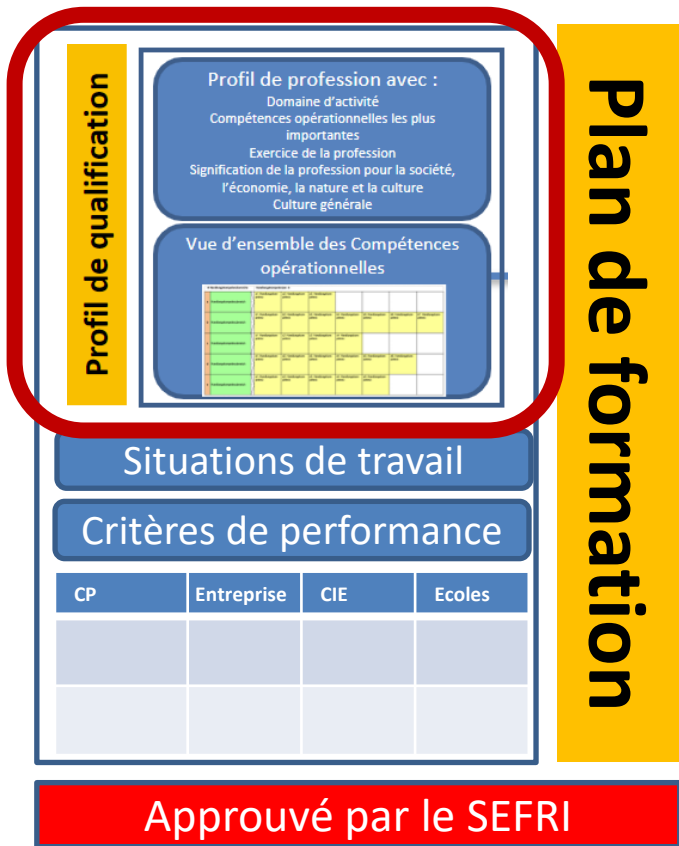 Profil de qualification
Profil de profession avec :
Domaine d'activité
Compétences opérationnelles les plus
importantes
Exercice de la profession
Signification de la profession pour la société,
l'économie, la nature et la culture
Culture générale
Vue d'ensemble des Compétences
opérationnelles
Situations de travail
Critères de performance
CP Entreprise CIE Ecoles
Plan de formation
Approuvé par le SEFRI